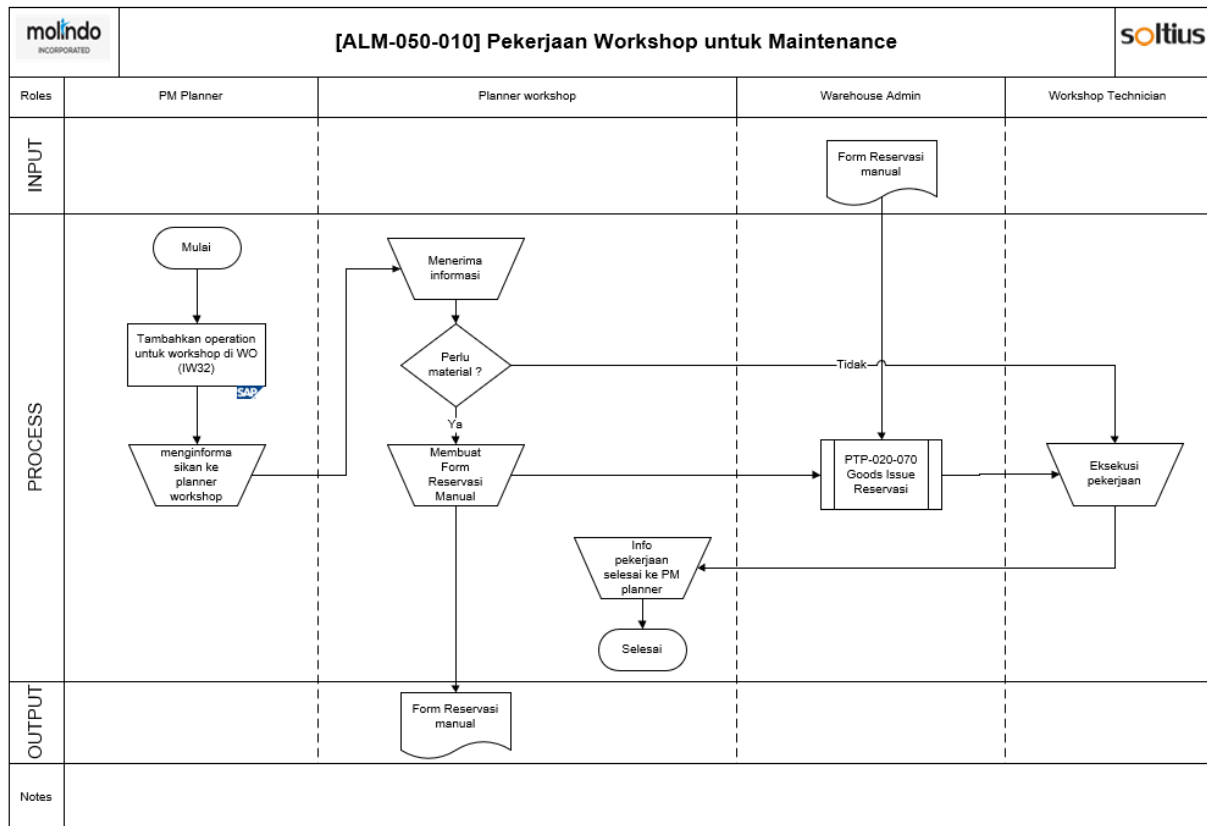 molindo
INCORPORATED
[ALM-050-010] Pekerjaan Workshop untuk Maintenance
soltius
Roles
PM Planner
Planner workshop
Warehouse Admin
Workshop Technician
INPUT
Form Reservasi
manual
PROCESS
Mulai
Tambahkan operation
untuk workshop di WO
(IW32)
SAP
menginforma
sikan ke
planner
workshop
Menerima
informasi
Perlu
material ?
Tidak
Ya
Membuat
Form
Reservasi
Manual
PTP-020-070
Goods Issue
Reservasi
Eksekusi
pekerjaan
Info
pekerjaan
selesai ke PM
planner
Selesai
OUTPUT
Form Reservasi
manual
Notes